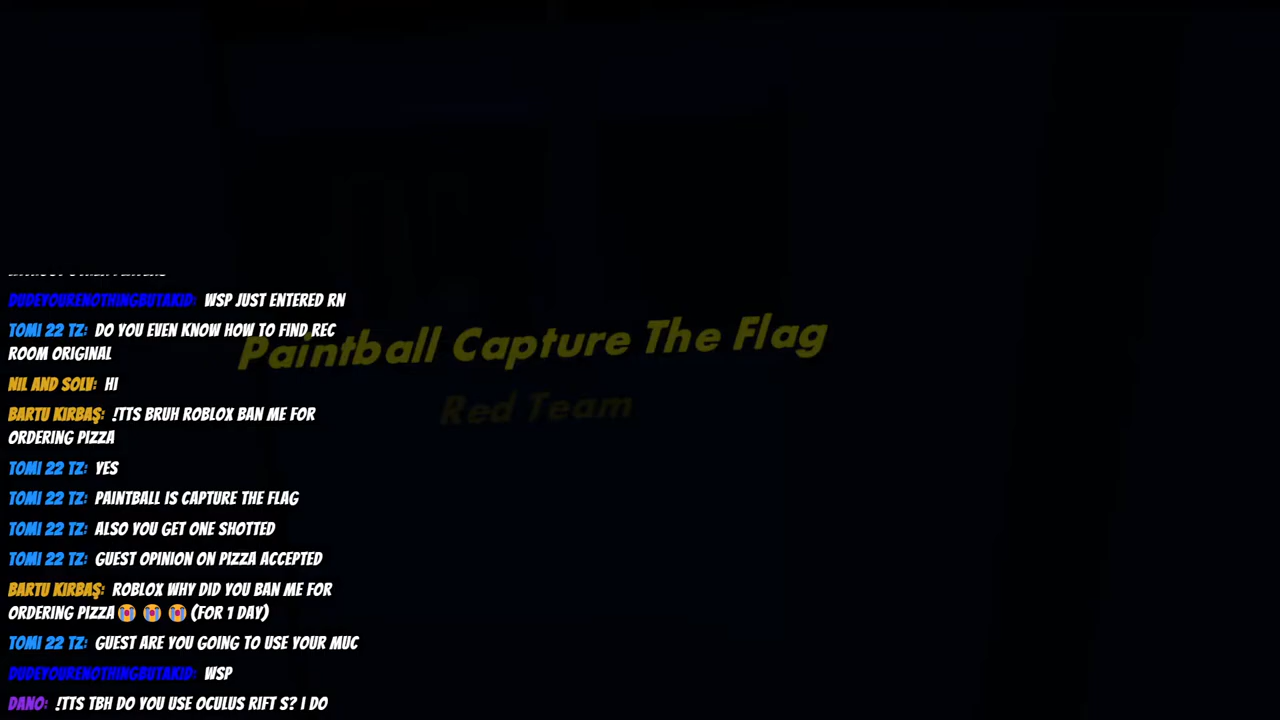 DUDEYOURENOTHINGBUTAKID: WSP JUST ENTERED RN
TOMI 22 TZ: DO YOU EVEN KNOW HOW TO FIND REC
ROOM ORIGINAL
Paintball Capture The Flag
NIL AND SOLV: HI
Red Team
BARTU KIRBAŞ: !TTS BRUH ROBLOX BAN ME FOR
ORDERING PIZZA
TOMI 22 TZ: YES
TOMI 22 TZ: PAINTBALL IS CAPTURE THE FLAG
TOMI 22 TZ: ALSO YOU GET ONE SHOTTED
TOMI 22 TZ: GUEST OPINION ON PIZZA ACCEPTED
BARTU KIRBAŞ: ROBLOX WHY DID YOU BAN ME FOR
ORDERING PIZZA😭 😭 😭 (FOR 1 DAY)
TOMI 22 TZ: GUEST ARE YOU GOING TO USE YOUR MUC
DUDEYOURENOTHINGBUTAKID: WSP
DANO: !TTS TBH DO YOU USE OCULUS RIFT S? I DO